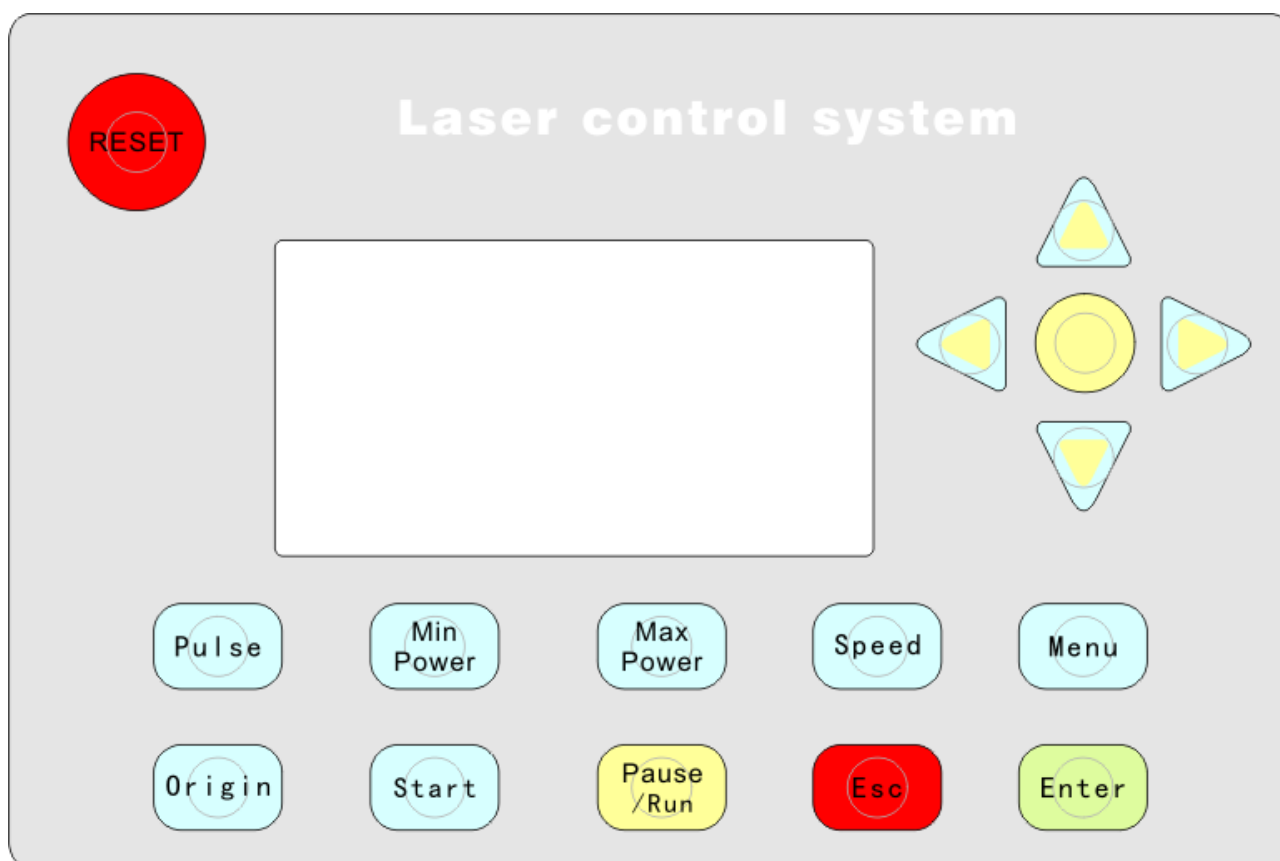 RESET
Laser control system
Pulse
Min
Power
Max
Power
Speed
Menu
Origin
Start
Pause
/Run
Esc
Enter